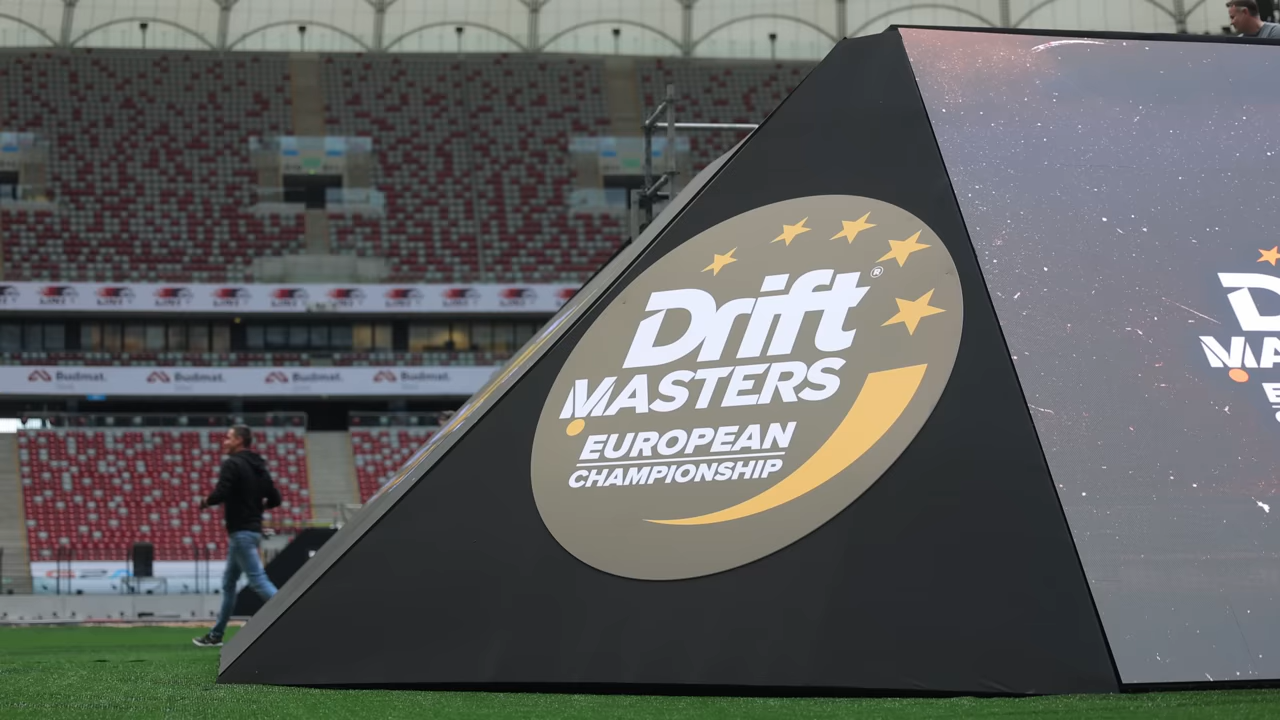 Drift®
MASTERS
EUROPEAN
CHAMPIONSHIP
Budmat. Budmat. Budmat. Budmat.